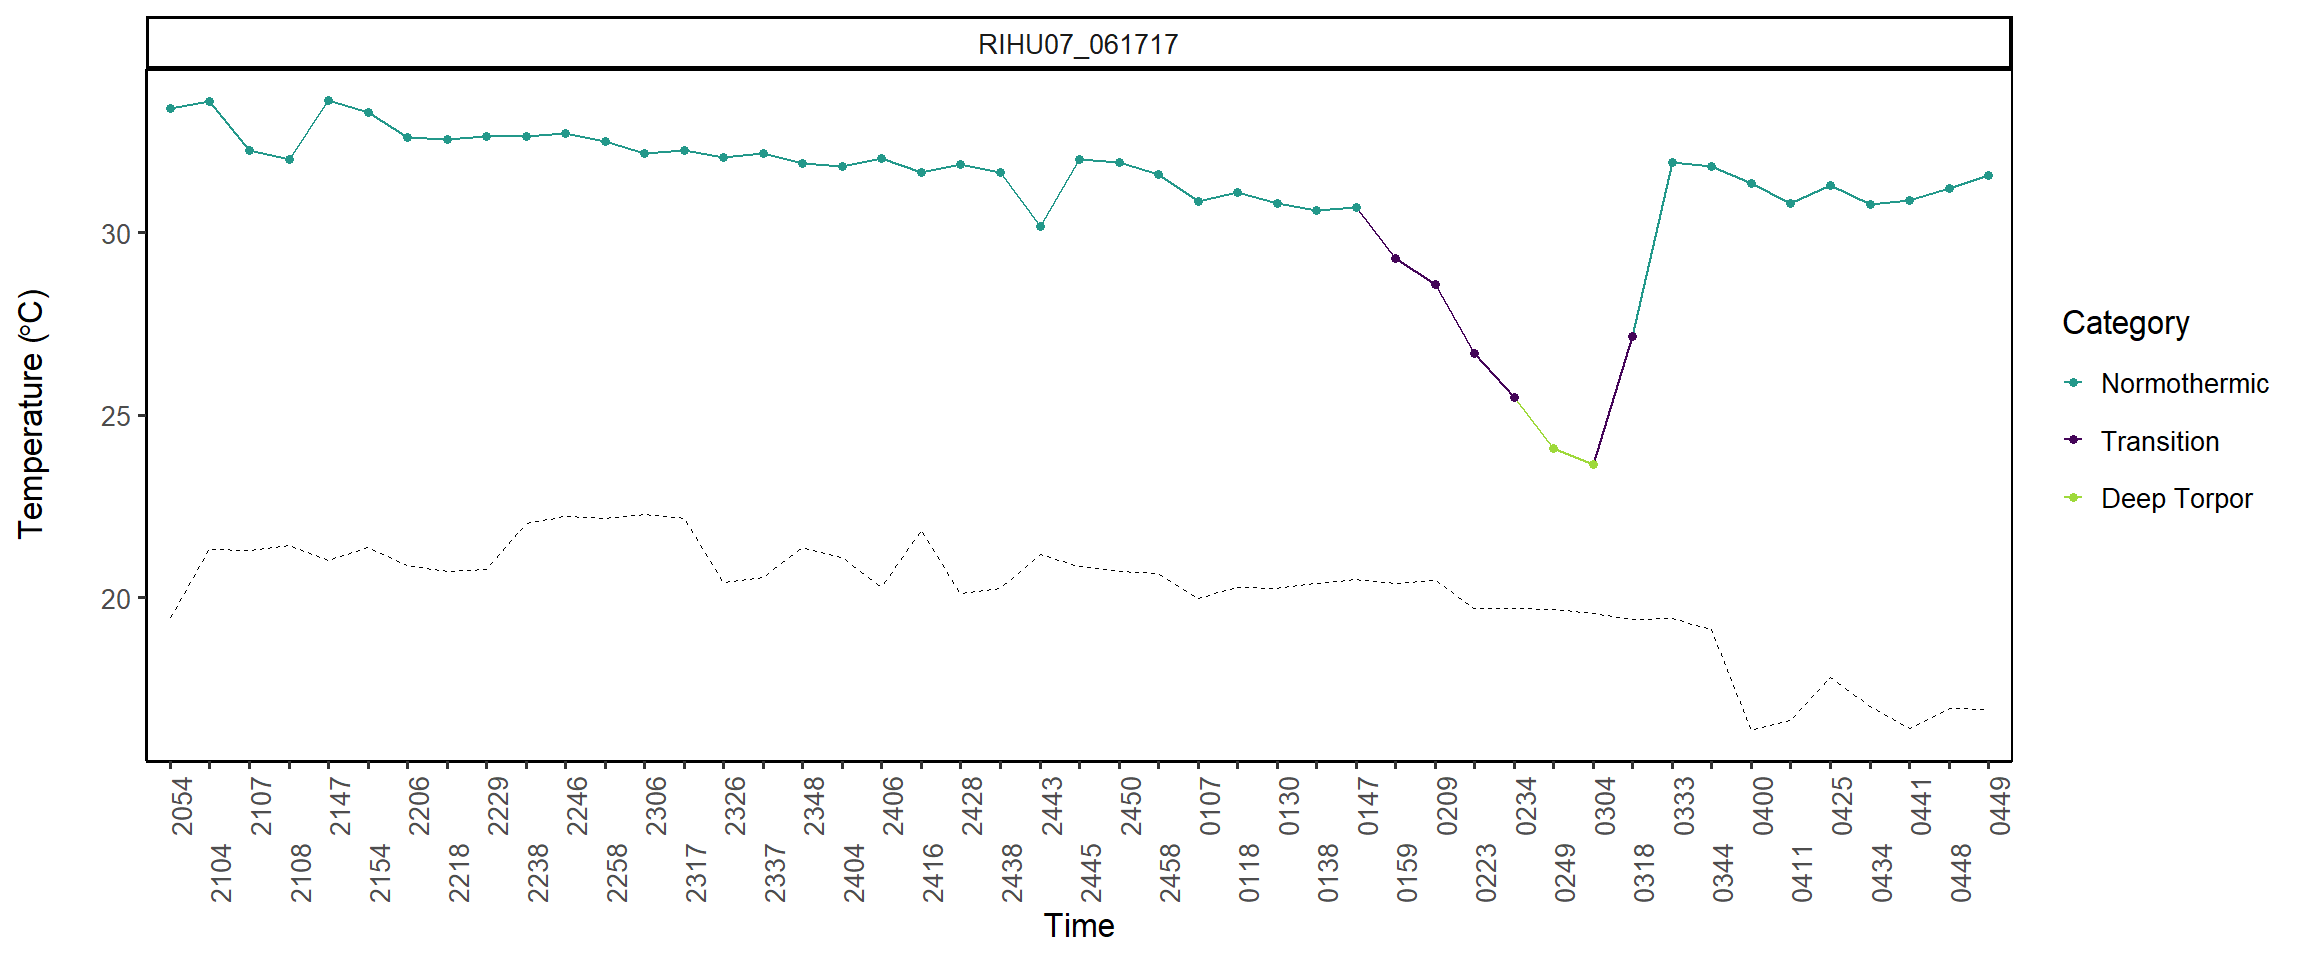 RIHU07_061717
Temperature (°C)
30
25
20
2054 2107 2147 2206 2229 2246 2306 2326 2348 2406 2428 2443 2450 0107 0130 0147 0209 0234 0304 0333 0400 0425 0441 0449
2104 2108 2154 2218 2238 2258 2317 2337 2404 2416 2438 2445 2458 0118 0138 0159 0223 0249 0318 0344 0411 0434 0448
Time
Category
Normothermic
Transition
Deep Torpor